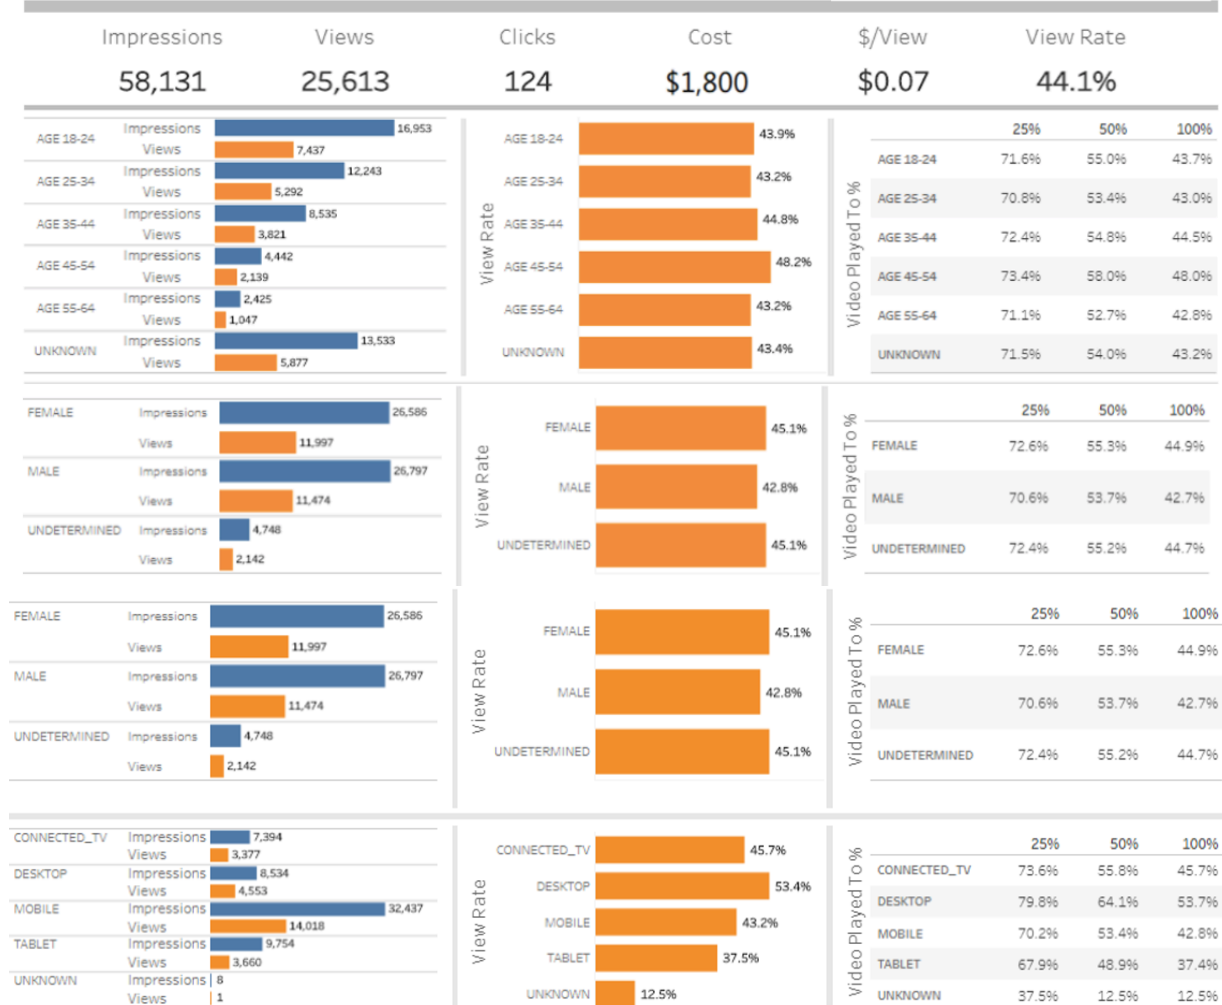 Impressions Views Clicks Cost $/View View Rate
58,131 25,613 124 $1,800 $0.07 44.1%
AGE 18-24 Impressions 16,953
Views 7,437
AGE 25-34 Impressions 12,243
Views 5,292
AGE 35-44 Impressions 8,535
Views 3,821
AGE 45-54 Impressions 4,442
Views 2,139
AGE 55-64 Impressions 2,425
Views 1,047
UNKNOWN Impressions 13,533
Views 5,877
View Rate
AGE 18-24 43.9%
AGE 25-34 43.2%
AGE 35-44 44.8%
AGE 45-54 48.2%
AGE 55-64 43.2%
UNKNOWN 43.4%
Video Played To %
25% 50% 100%
AGE 18-24 71.6% 55.0% 43.7%
AGE 25-34 70.8% 53.4% 43.0%
AGE 35-44 72.4% 54.8% 44.5%
AGE 45-54 73.4% 58.0% 48.0%
AGE 55-64 71.1% 52.7% 42.8%
UNKNOWN 71.5% 54.0% 43.2%
FEMALE Impressions 26,586
Views 11,997
MALE Impressions 26,797
Views 11,474
UNDETERMINED Impressions 4,748
Views 2,142
View Rate
FEMALE 45.1%
MALE 42.8%
UNDETERMINED 45.1%
Video Played To %
25% 50% 100%
FEMALE 72.6% 55.3% 44.9%
MALE 70.6% 53.7% 42.7%
UNDETERMINED 72.4% 55.2% 44.7%
FEMALE Impressions 26,586
Views 11,997
MALE Impressions 26,797
Views 11,474
UNDETERMINED Impressions 4,748
Views 2,142
View Rate
FEMALE 45.1%
MALE 42.8%
UNDETERMINED 45.1%
Video Played To %
25% 50% 100%
FEMALE 72.6% 55.3% 44.9%
MALE 70.6% 53.7% 42.7%
UNDETERMINED 72.4% 55.2% 44.7%
CONNECTED_TV Impressions 7,394
Views 3,377
DESKTOP Impressions 8,534
Views 4,553
MOBILE Impressions 32,437
Views 14,018
TABLET Impressions 9,754
Views 3,660
UNKNOWN Impressions 8
Views 1
View Rate
CONNECTED_TV 45.7%
DESKTOP 53.4%
MOBILE 43.2%
TABLET 37.5%
UNKNOWN 12.5%
Video Played To %
25% 50% 100%
CONNECTED_TV 73.6% 55.8% 45.7%
DESKTOP 79.8% 64.1% 53.7%
MOBILE 70.2% 53.4% 42.8%
TABLET 67.9% 48.9% 37.4%
UNKNOWN 37.5% 12.5% 12.5%